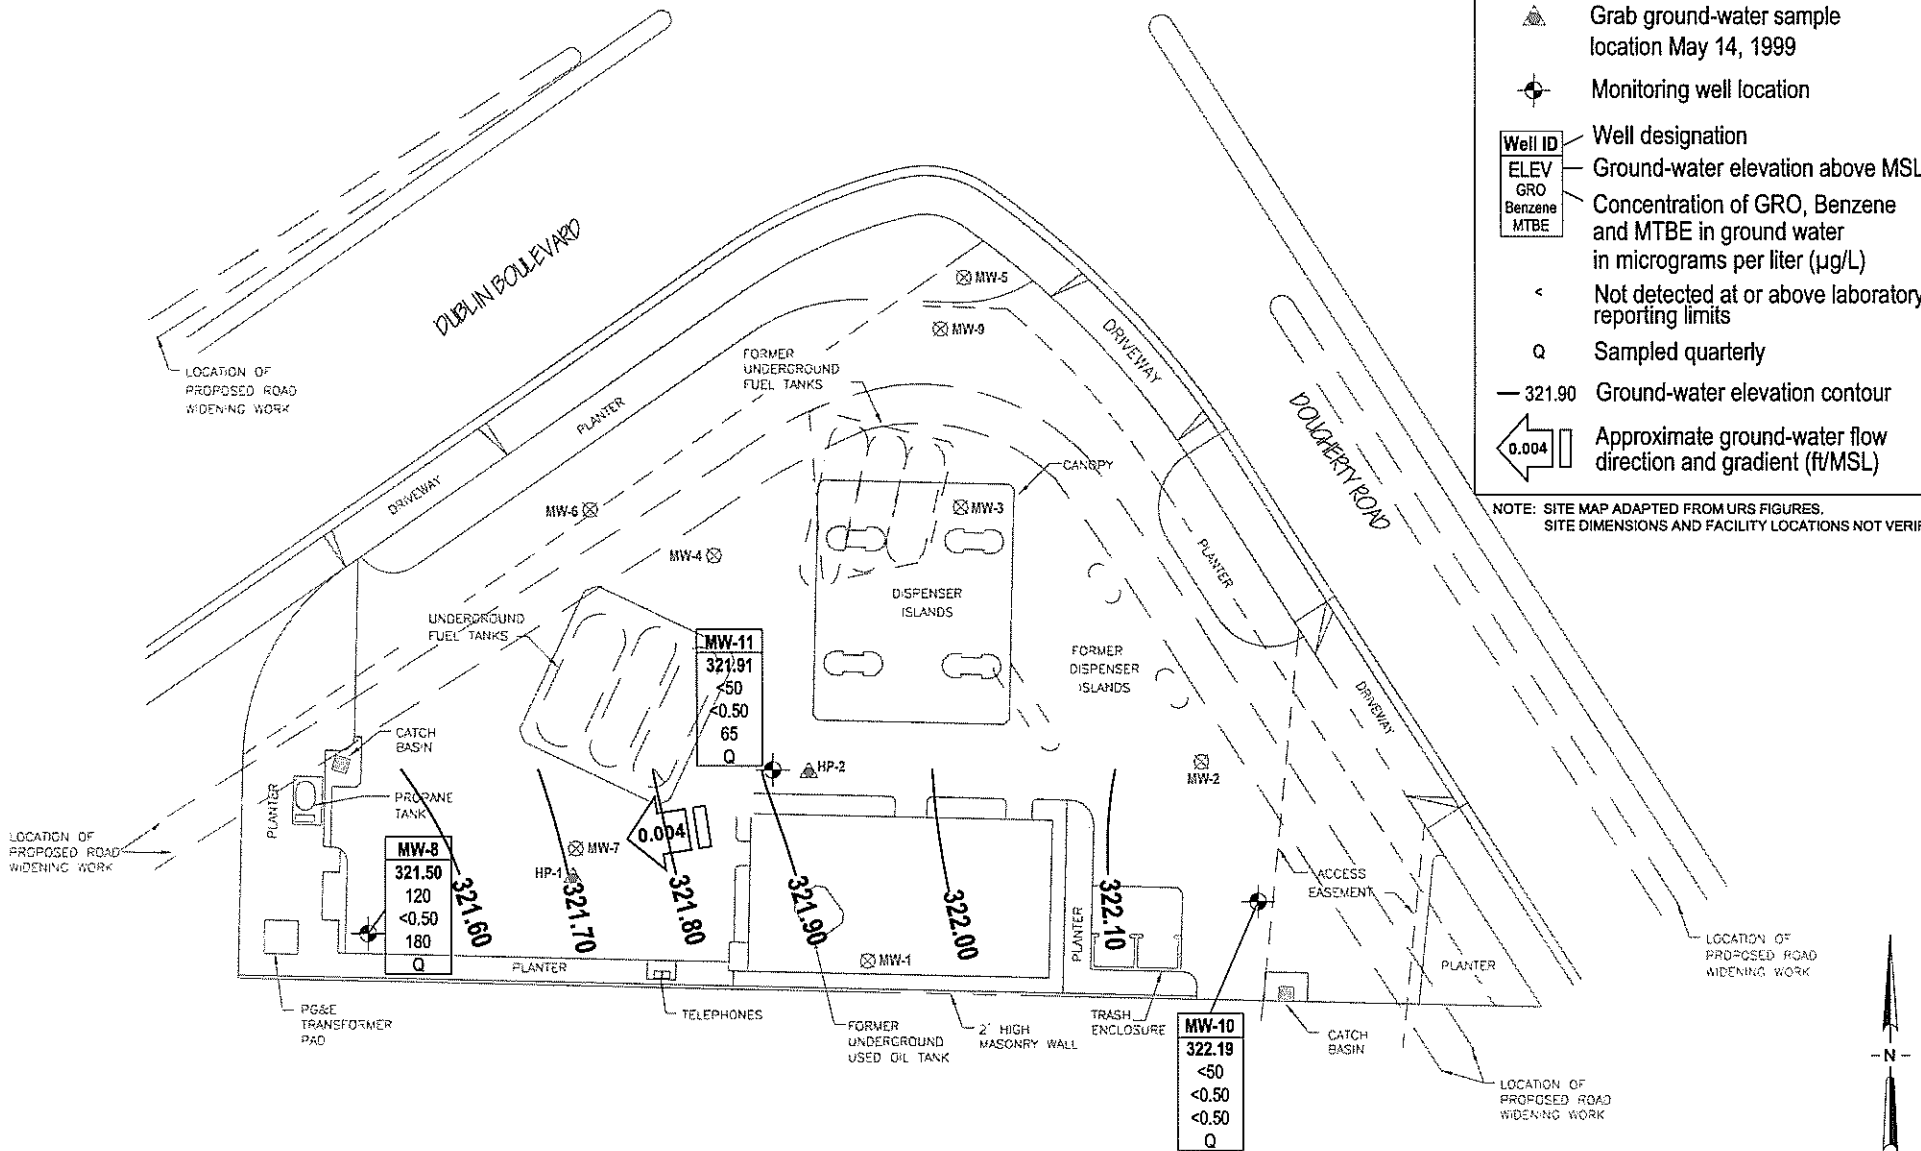 Grab ground-water sample
location May 14, 1999
Monitoring well location
Well ID
ELEV
GRO
Benzene
MTBE
Well designation
Ground-water elevation above MSL
Concentration of GRO, Benzene
and MTBE in ground water
in micrograms per liter (µg/L)
< Not detected at or above laboratory
reporting limits
Q Sampled quarterly
321.90 Ground-water elevation contour
0.004
Approximate ground-water flow
direction and gradient (ft/MSL)
NOTE: SITE MAP ADAPTED FROM URS FIGURES.
SITE DIMENSIONS AND FACILITY LOCATIONS NOT
DUBLIN BOULEVARD
DOUGHERTY ROAD
LOCATION OF
PROPOSED ROAD
WIDENING WORK
MW-5
MW-9
DRIVEWAY
FORMER
UNDERGROUND
FUEL TANKS
PLANTER
CANOPY
DRIVEWAY
MW-6
MW-3
MW-4
PLANTER
DISPENSER
ISLANDS
UNDERGROUND
FUEL TANKS
MW-11
321.91
<50
<0.50
65
Q
FORMER
DISPENSER
ISLANDS
DRIVEWAY
CATCH
BASIN
HP-2
MW-2
PLANTER
PROPANE
TANK
LOCATION OF
PROPOSED ROAD
WIDENING WORK
0.004
MW-7
HP-1
MW-8
321.50
120
<0.50
180
Q
321.60
321.70
321.80
321.90
322.00
322.10
ACCESS
EASEMENT
PLANTER
MW-1
PLANTER
PLANTER
LOCATION OF
PROPOSED ROAD
WIDENING WORK
PG&E
TRANSFORMER
PAD
TELEPHONES
FORMER
UNDERGROUND
USED OIL TANK
2' HIGH
MASONRY WALL
TRASH
ENCLOSURE
MW-10
322.19
<50
<0.50
<0.50
Q
CATCH
BASIN
LOCATION OF
PROPOSED ROAD
WIDENING WORK
N